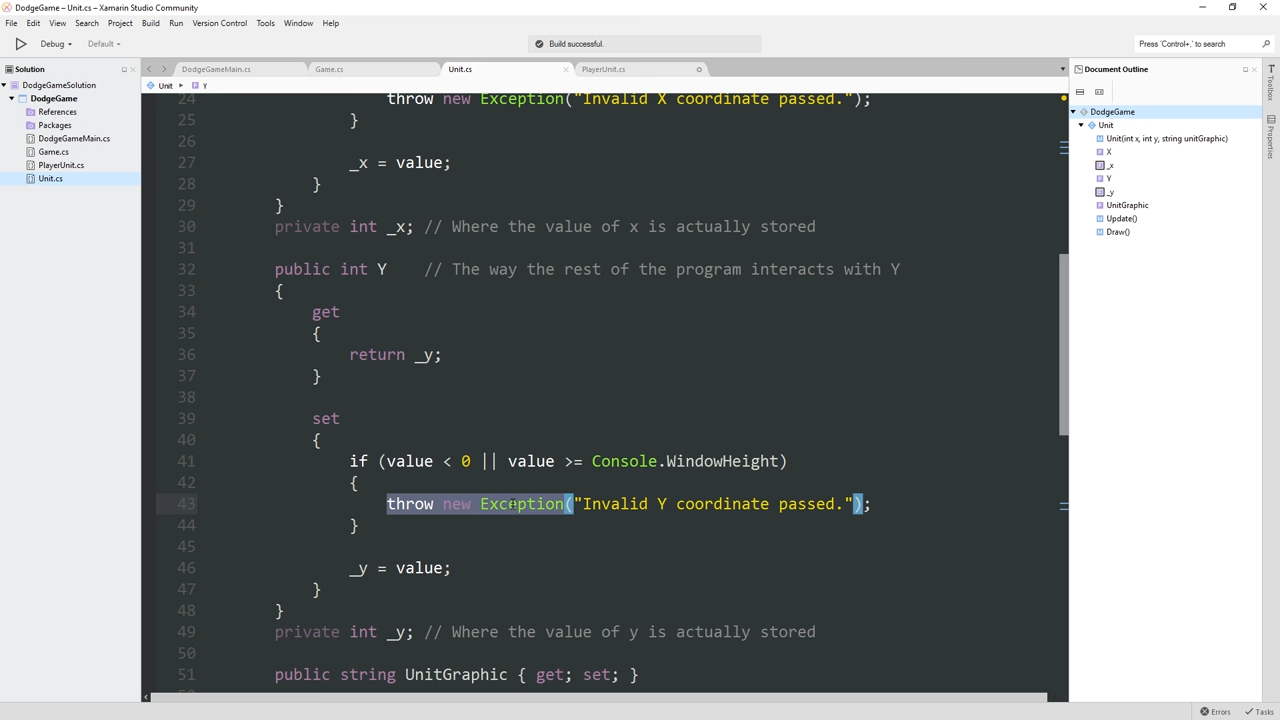 DodgeGame – Unit.cs – Xamarin Studio Community
File Edit View Search Project Build Run Version Control Tools Window Help
Debug Default Build successful. Press 'Control+,' to search
Solution
DodgeGameSolution
DodgeGame
References
Packages
DodgeGameMain.cs
Game.cs
PlayerUnit.cs
Unit.cs
DodgeGameMain.cs Game.cs Unit.cs PlayerUnit.cs
Unit Y
24 throw new Exception("Invalid X coordinate passed.");
25 }
26
27 _x = value;
28 }
29 }
30 private int _x; // Where the value of x is actually stored
31
32 public int Y // The way the rest of the program interacts with Y
33 {
34 get
35 {
36 return _y;
37 }
38
39 set
40 {
41 if (value < 0 || value >= Console.WindowHeight)
42 {
43 throw new Exception("Invalid Y coordinate passed.");
44 }
45
46 _y = value;
47 }
48 }
49 private int _y; // Where the value of y is actually stored
50
51 public string UnitGraphic { get; set; }
Document Outline
DodgeGame
Unit
Unit(int x, int y, string unitGraphic)
X
_x
Y
_y
UnitGraphic
Update()
Draw()
Toolbox
Properties
Errors Tasks